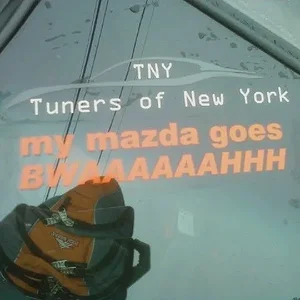 TNY
Tuners of New York
my mazda goes
BWAAAAAAHHH